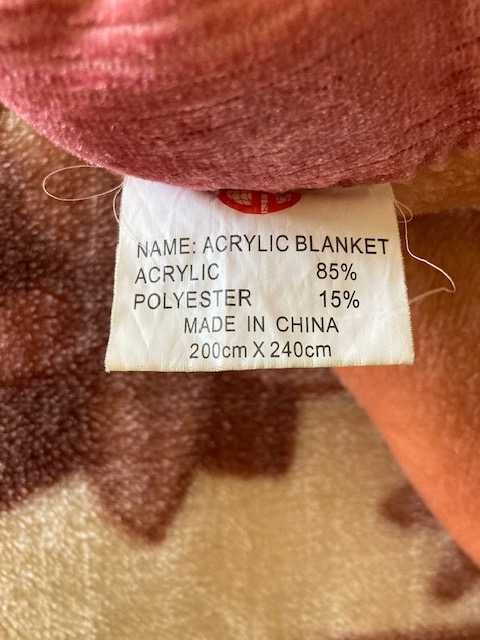 NAME: ACRYLIC BLANKET
ACRYLIC 85%
POLYESTER 15%
MADE IN CHINA
200cm X 240cm